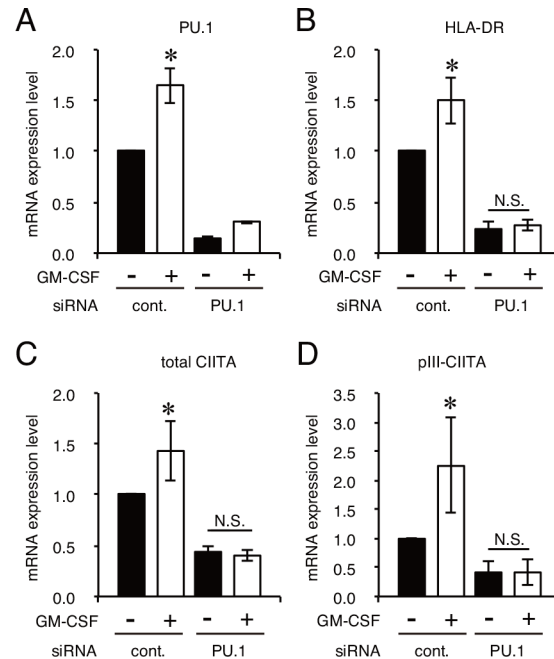 A
PU.1
mRNA expression level
2.0
1.5
1.0
0.5
0.0
*
GM-CSF - + - +
siRNA cont. PU.1
B
HLA-DR
mRNA expression level
2.0
1.5
1.0
0.5
0.0
*
N.S.
GM-CSF - + - +
siRNA cont. PU.1
C
total CIITA
mRNA expression level
2.0
1.5
1.0
0.5
0.0
*
N.S.
GM-CSF - + - +
siRNA cont. PU.1
D
pIII-CIITA
mRNA expression level
3.5
3.0
2.5
2.0
1.5
1.0
0.5
0.0
*
N.S.
GM-CSF - + - +
siRNA cont. PU.1